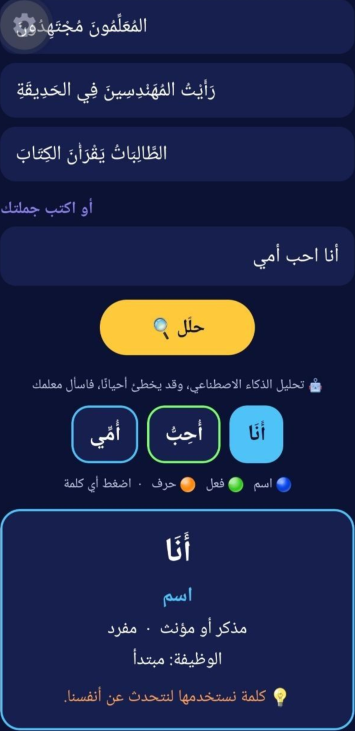 المُعَلِّمُونَ مُجْتَهِدُونَ
رَأَيْتُ المُهَنْدِسِينَ فِي الحَدِيقَةِ
الطَّالِبَاتُ يَقْرَأْنَ الكِتَابَ
أو اكتب جملتك
أنا احب أمي
حلّل 🔍
🤖 تحليل الذكاء الاصطناعي، وقد يخطئ أحيانًا، فاسأل معلمك
أَنَا أُحِبُّ أُمِّي
🔵 اسم 🟢 فعل 🟠 حرف · اضغط أي كلمة
أَنَا
اسم
مذكر أو مؤنث · مفرد
الوظيفة: مبتدأ
💡 كلمة نستخدمها لنتحدث عن أنفسنا.